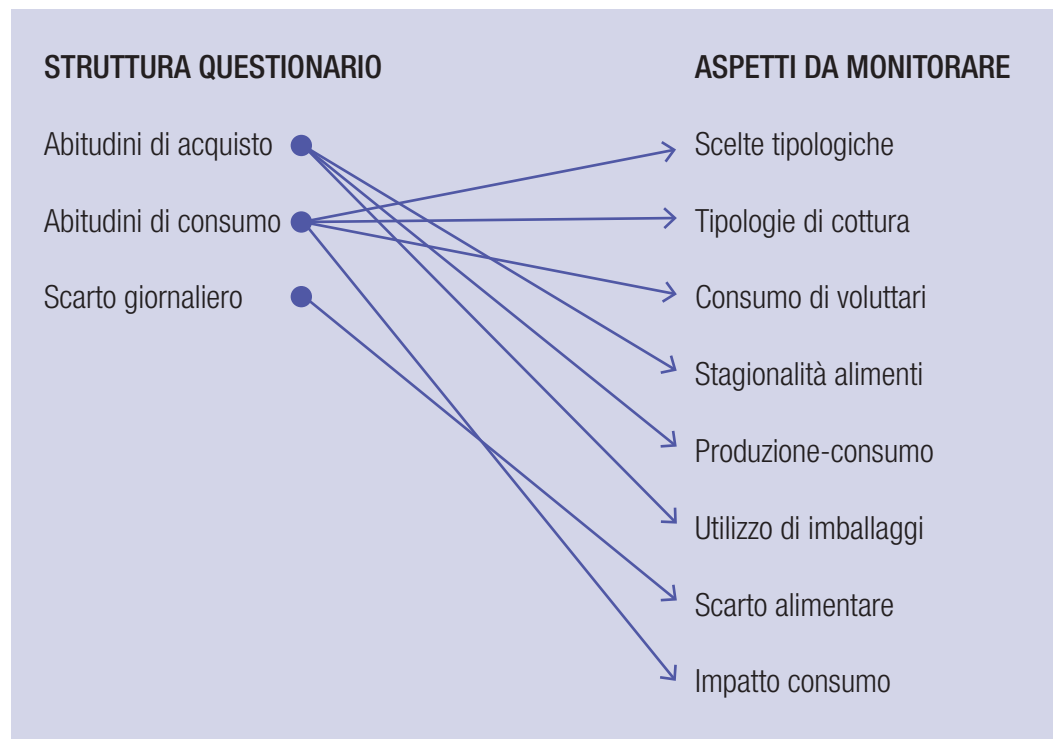 STRUTTURA QUESTIONARIO
Abitudini di acquisto
Abitudini di consumo
Scarto giornaliero
ASPETTI DA MONITORARE
Scelte tipologiche
Tipologie di cottura
Consumo di voluttari
Stagionalità alimenti
Produzione-consumo
Utilizzo di imballaggi
Scarto alimentare
Impatto consumo